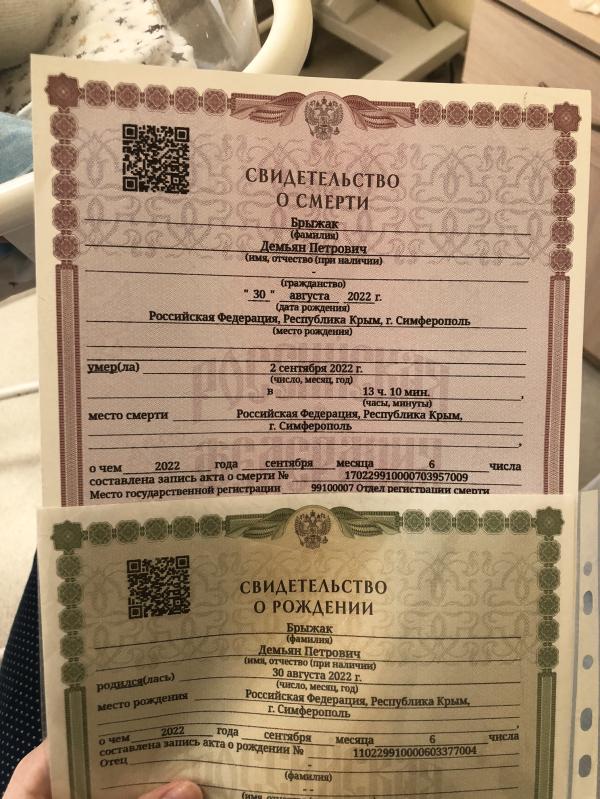 СВИДЕТЕЛЬСТВО
О СМЕРТИ
Брыжак
(фамилия)
Демьян Петрович
(имя, отчество (при наличии)
-
(гражданство)
" 30 " августа 2022 г.
(дата рождения)
Российская Федерация, Республика Крым, г. Симферополь
(место рождения)
умер(ла) 2 сентября 2022 г.
(число, месяц, год)
в 13 ч. 10 мин.,
(часы, минуты)
место смерти Российская Федерация, Республика Крым,
г. Симферополь
,
о чем 2022 года сентября месяца 6 числа
составлена запись акта о смерти № 170229910000703957009
Место государственной регистрации 99100007 Отдел регистрации смерти
СВИДЕТЕЛЬСТВО
О РОЖДЕНИИ
Брыжак
(фамилия)
Демьян Петрович
(имя, отчество (при наличии)
родился(лась) 30 августа 2022 г.
(число, месяц, год)
место рождения Российская Федерация, Республика Крым,
г. Симферополь
,
о чем 2022 года сентября месяца 6 числа
составлена запись акта о рождении № 110229910000603377004
Отец -
(фамилия)
- -